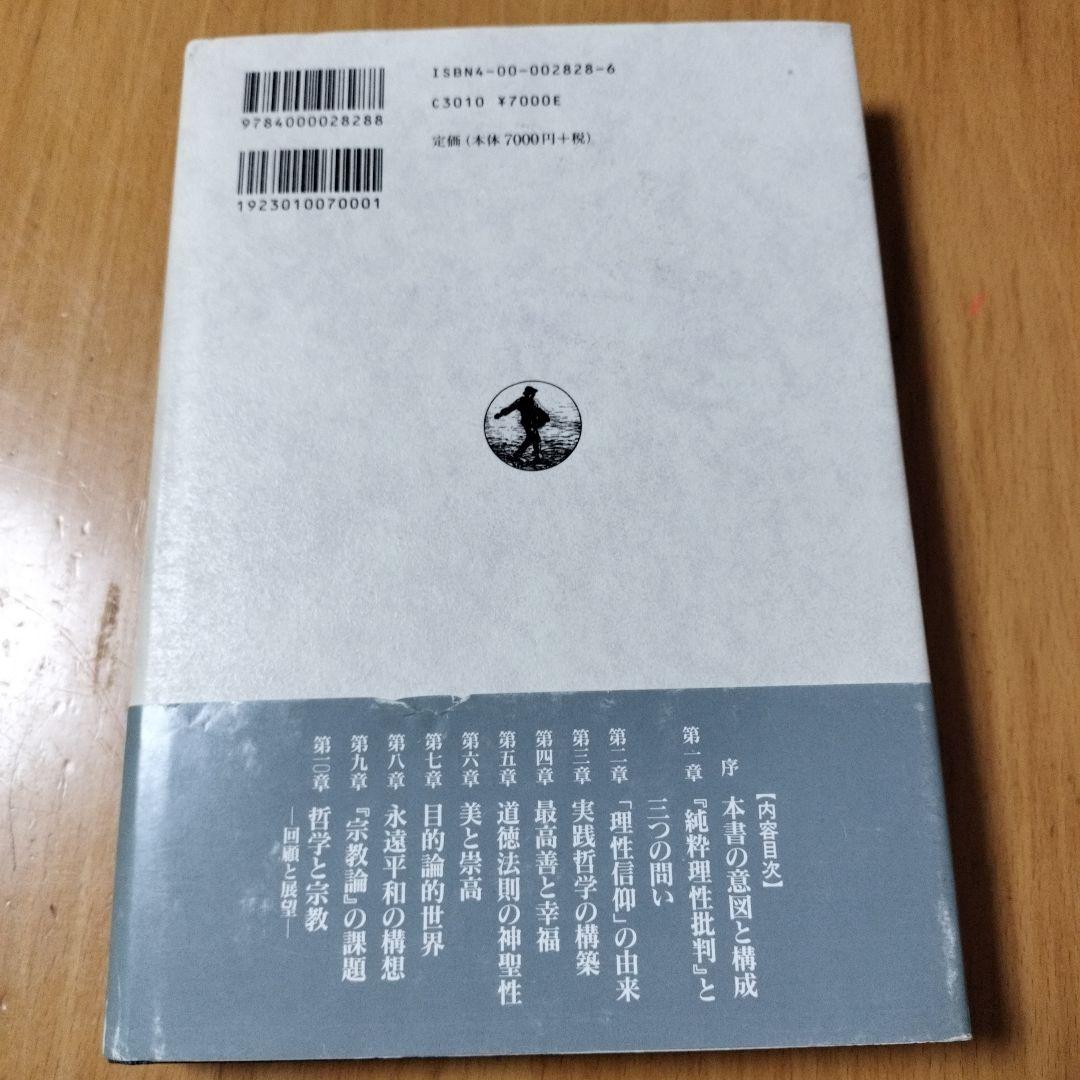 ISBN4-00-002828-6
C3010 ¥7000E
定価(本体7000円+税)
9784000028288
1923010070001
【内容目次】
序 本書の意図と構成
第一章 『純粋理性批判』と
三つの問い
第二章 「理性信仰」の由来
第三章 実践哲学の構築
第四章 最高善と幸福
第五章 道徳法則の神聖性
第六章 美と崇高
第七章 目的論的世界
第八章 永遠平和の構想
第九章 『宗教論』の課題
第一〇章 哲学と宗教
―回顧と展望―